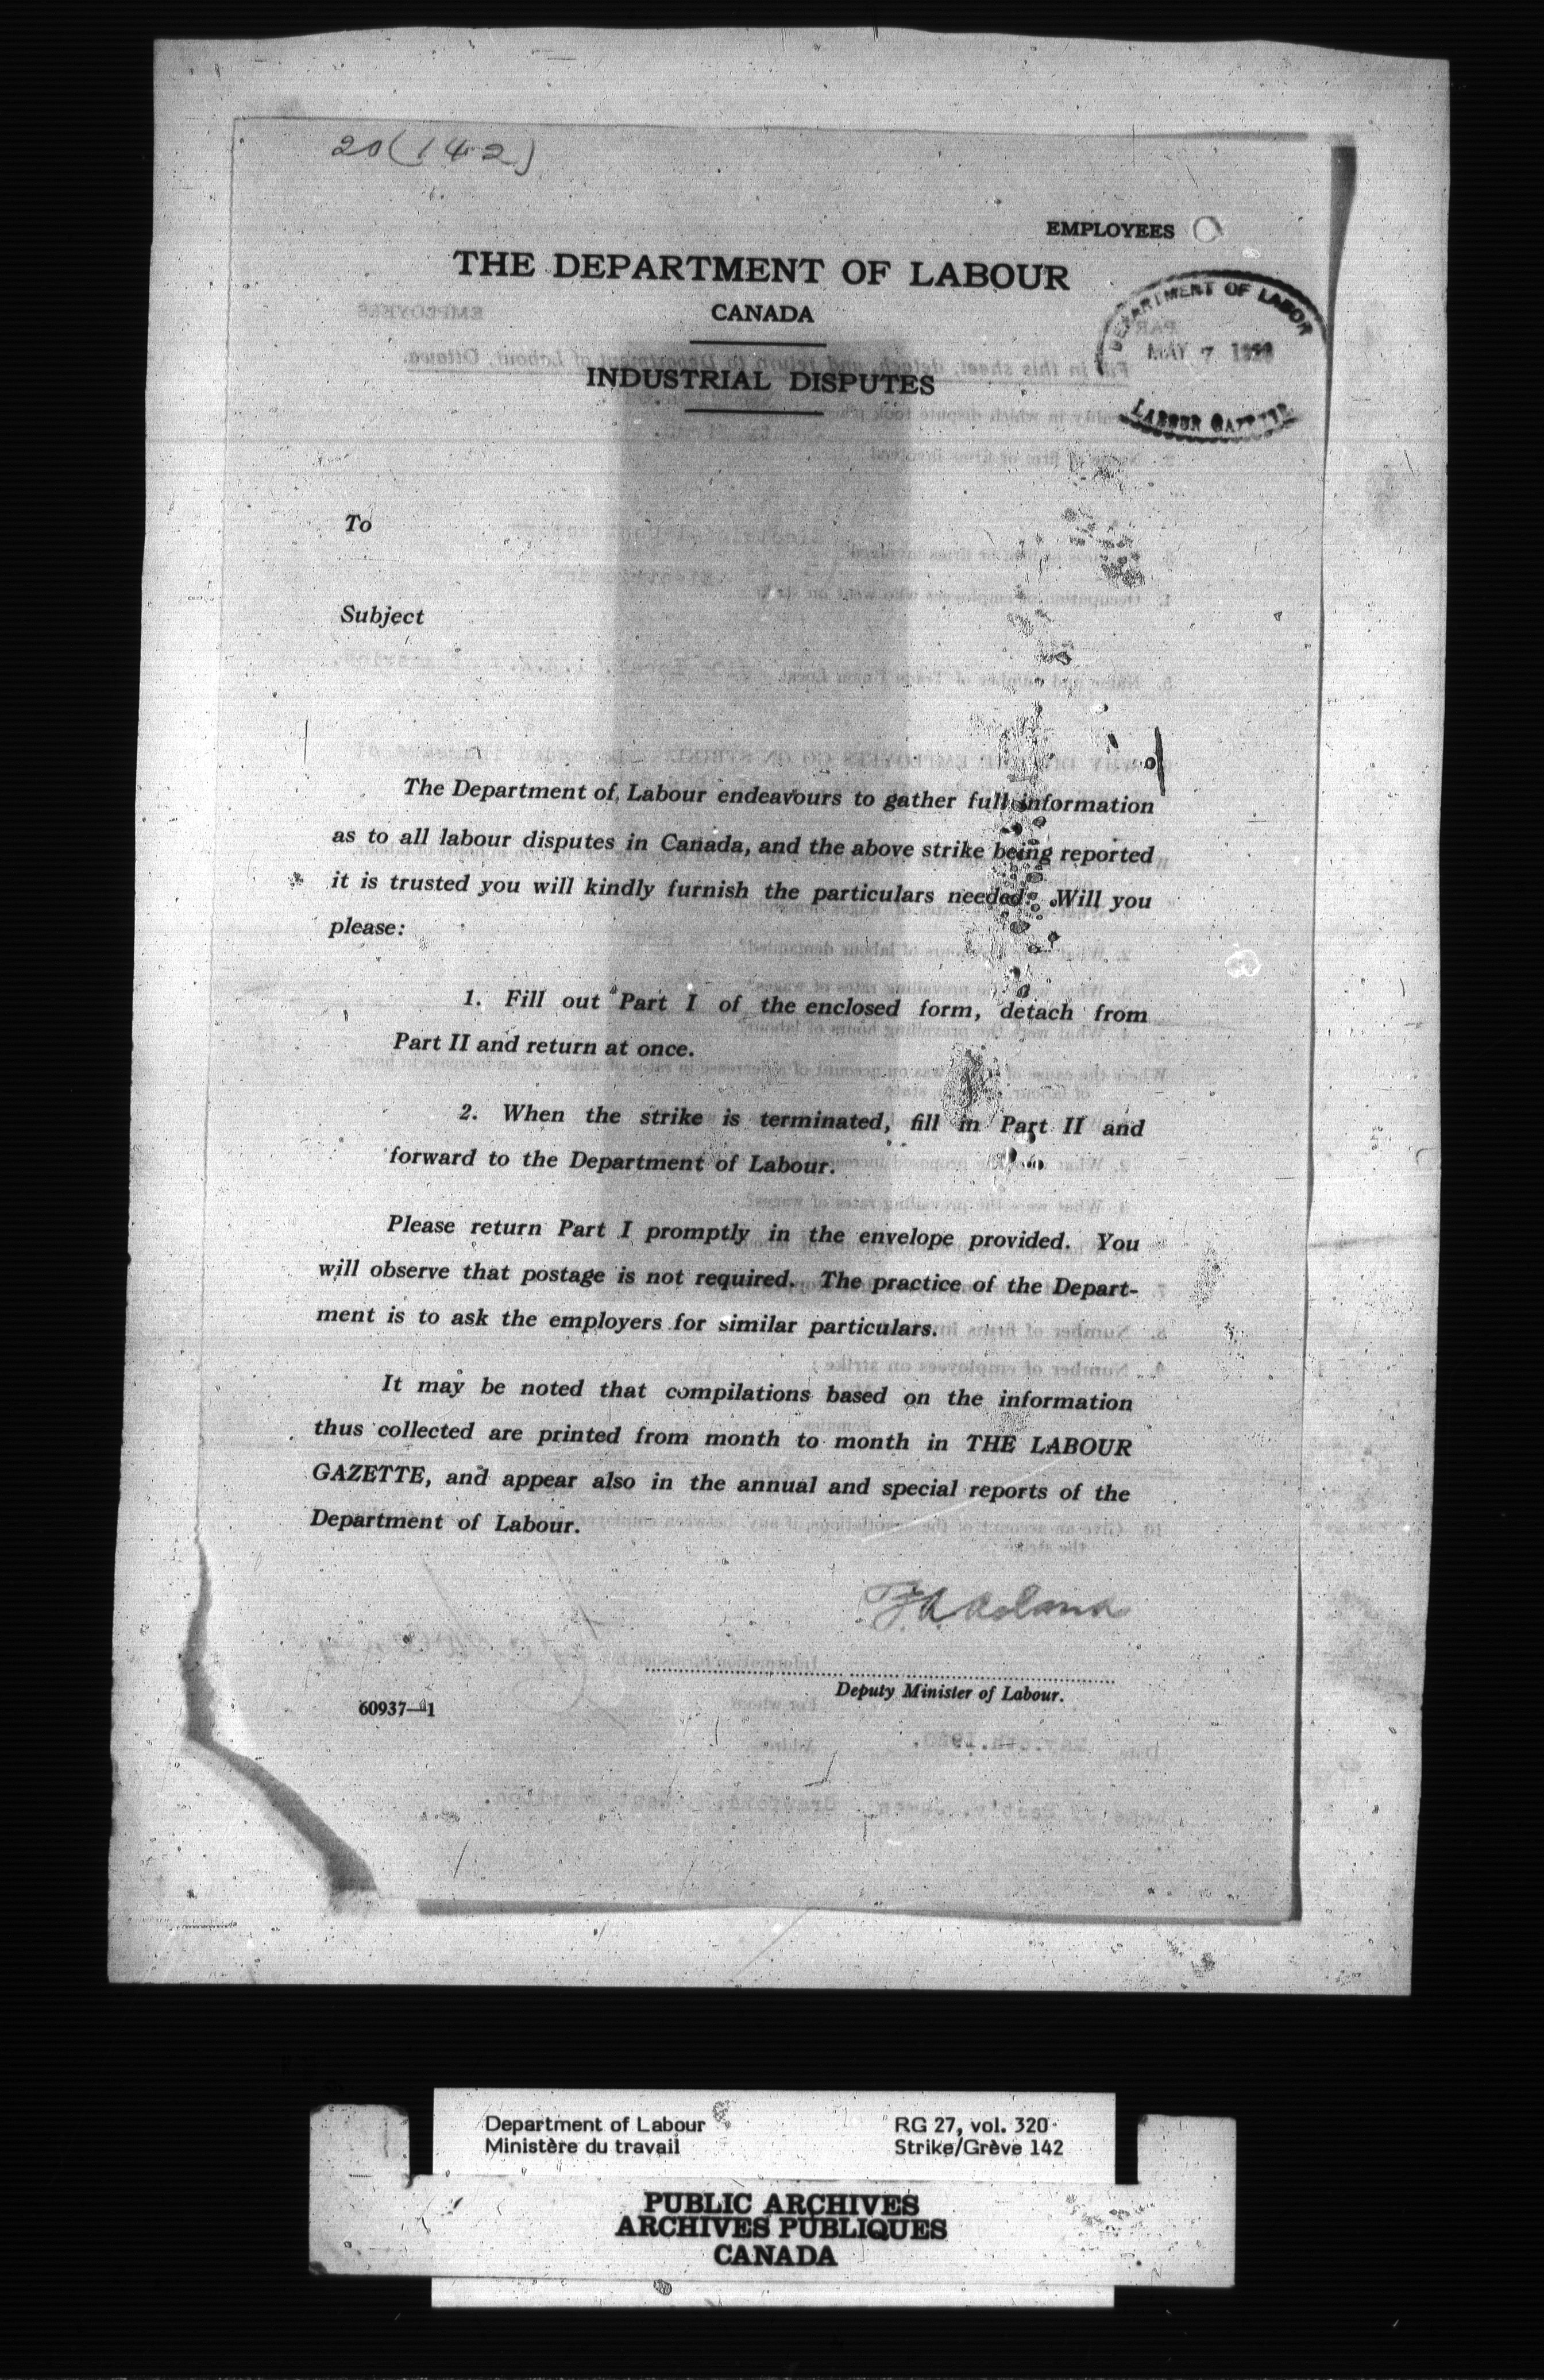 20(142)
EMPLOYEES
THE DEPARTMENT OF LABOUR
CANADA
INDUSTRIAL DISPUTES
DEPARTMENT OF LABOR
MAY 7 1920
LABOUR GAZETTE
To
Subject
The Department of Labour endeavours to gather full information
as to all labour disputes in Canada, and the above strike being reported
it is trusted you will kindly furnish the particulars needed. Will you
please:
1. Fill out Part I of the enclosed form, detach from
Part II and return at once.
2. When the strike is terminated, fill in Part II and
forward to the Department of Labour.
Please return Part I promptly in the envelope provided. You
will observe that postage is not required. The practice of the Depart-
ment is to ask the employers for similar particulars.
It may be noted that compilations based on the information
thus collected are printed from month to month in THE LABOUR
GAZETTE, and appear also in the annual and special reports of the
Department of Labour.
F.A. Acland
Deputy Minister of Labour.
60937—1
Department of Labour
Ministère du travail
RG 27, vol. 320
Strike/Grève 142
PUBLIC ARCHIVES
ARCHIVES PUBLIQUES
CANADA